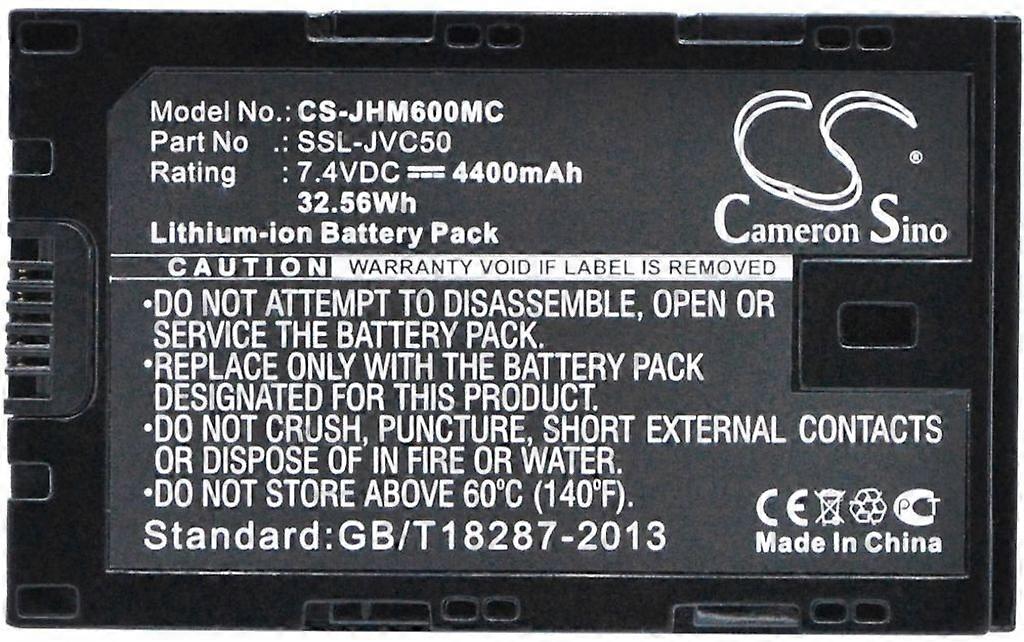 Model No.: CS-JHM600MC
Part No .: SSL-JVC50
Rating : 7.4VDC ⎓ 4400mAh
32.56Wh
Lithium-ion Battery Pack
CS
®
Cameron Sino
CAUTION WARRANTY VOID IF LABEL IS REMOVED
•DO NOT ATTEMPT TO DISASSEMBLE, OPEN OR
SERVICE THE BATTERY PACK.
•REPLACE ONLY WITH THE BATTERY PACK
DESIGNATED FOR THIS PRODUCT.
•DO NOT CRUSH, PUNCTURE, SHORT EXTERNAL CONTACTS
OR DISPOSE OF IN FIRE OR WATER.
•DO NOT STORE ABOVE 60°C (140°F).
CE PCT
Standard:GB/T18287-2013
Made In China